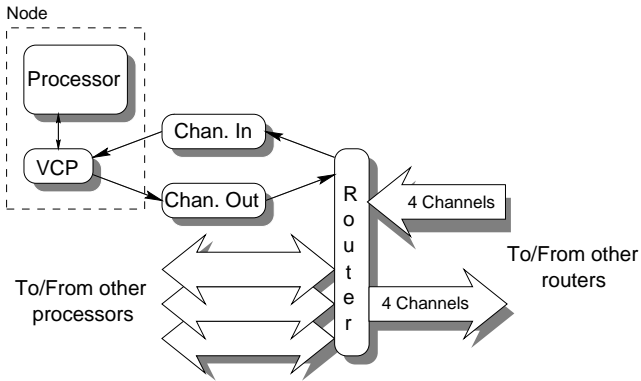 Node
Processor
VCP
Chan. In
Chan. Out
Router
4 Channels
4 Channels
To/From other
processors
To/From other
routers